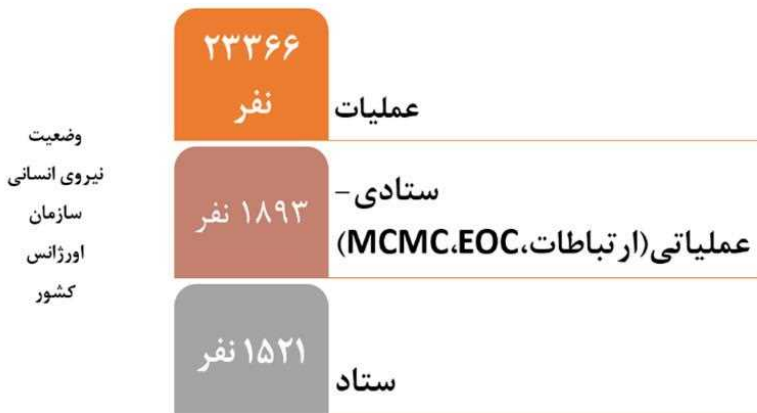 وضعیت
نیروی انسانی
سازمان
اورژانس
کشور
۲۳۳۶۶
نفر
عملیات
۱۸۹۳ نفر
ستادی -
عملیاتی(ارتباطات،MCMC،EOC)
۱۵۲۱ نفر
ستاد